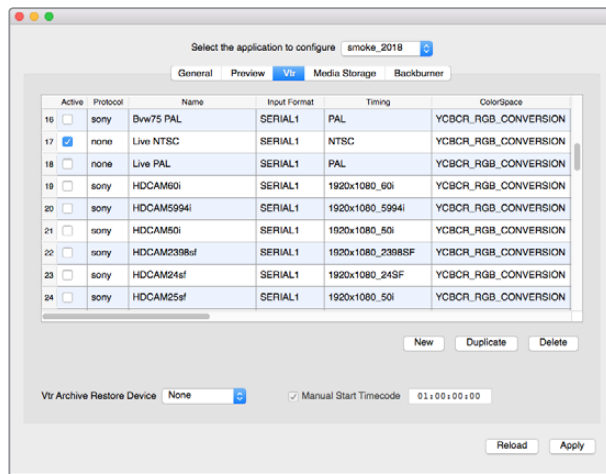 Select the application to configure smoke_2018
General Preview Vtr Media Storage Backburner
Active Protocol Name Input Format Timing ColorSpace
16 sony Bvw75 PAL SERIAL1 PAL YCBCR_RGB_CONVERSION
17 none Live NTSC SERIAL1 NTSC YCBCR_RGB_CONVERSION
18 none Live PAL SERIAL1 PAL YCBCR_RGB_CONVERSION
19 sony HDCAM60i SERIAL1 1920x1080_60i YCBCR_RGB_CONVERSION
20 sony HDCAM5994i SERIAL1 1920x1080_5994i YCBCR_RGB_CONVERSION
21 sony HDCAM50i SERIAL1 1920x1080_50i YCBCR_RGB_CONVERSION
22 sony HDCAM2398sf SERIAL1 1920x1080_2398SF YCBCR_RGB_CONVERSION
23 sony HDCAM24sf SERIAL1 1920x1080_24SF YCBCR_RGB_CONVERSION
24 sony HDCAM25sf SERIAL1 1920x1080_50i YCBCR_RGB_CONVERSION
New Duplicate Delete
Vtr Archive Restore Device None Manual Start Timecode 01:00:00:00
Reload Apply